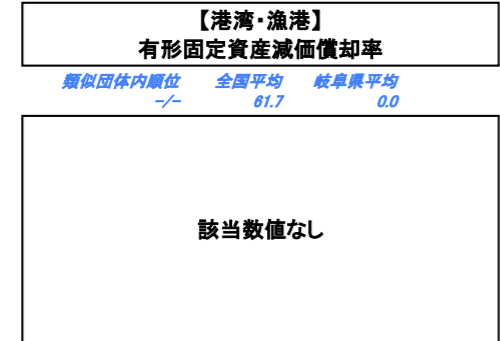 【港湾・漁港】
有形固定資産減価償却率
類似団体内順位 全国平均 岐阜県平均
-/- 61.7 0.0
該当数値なし